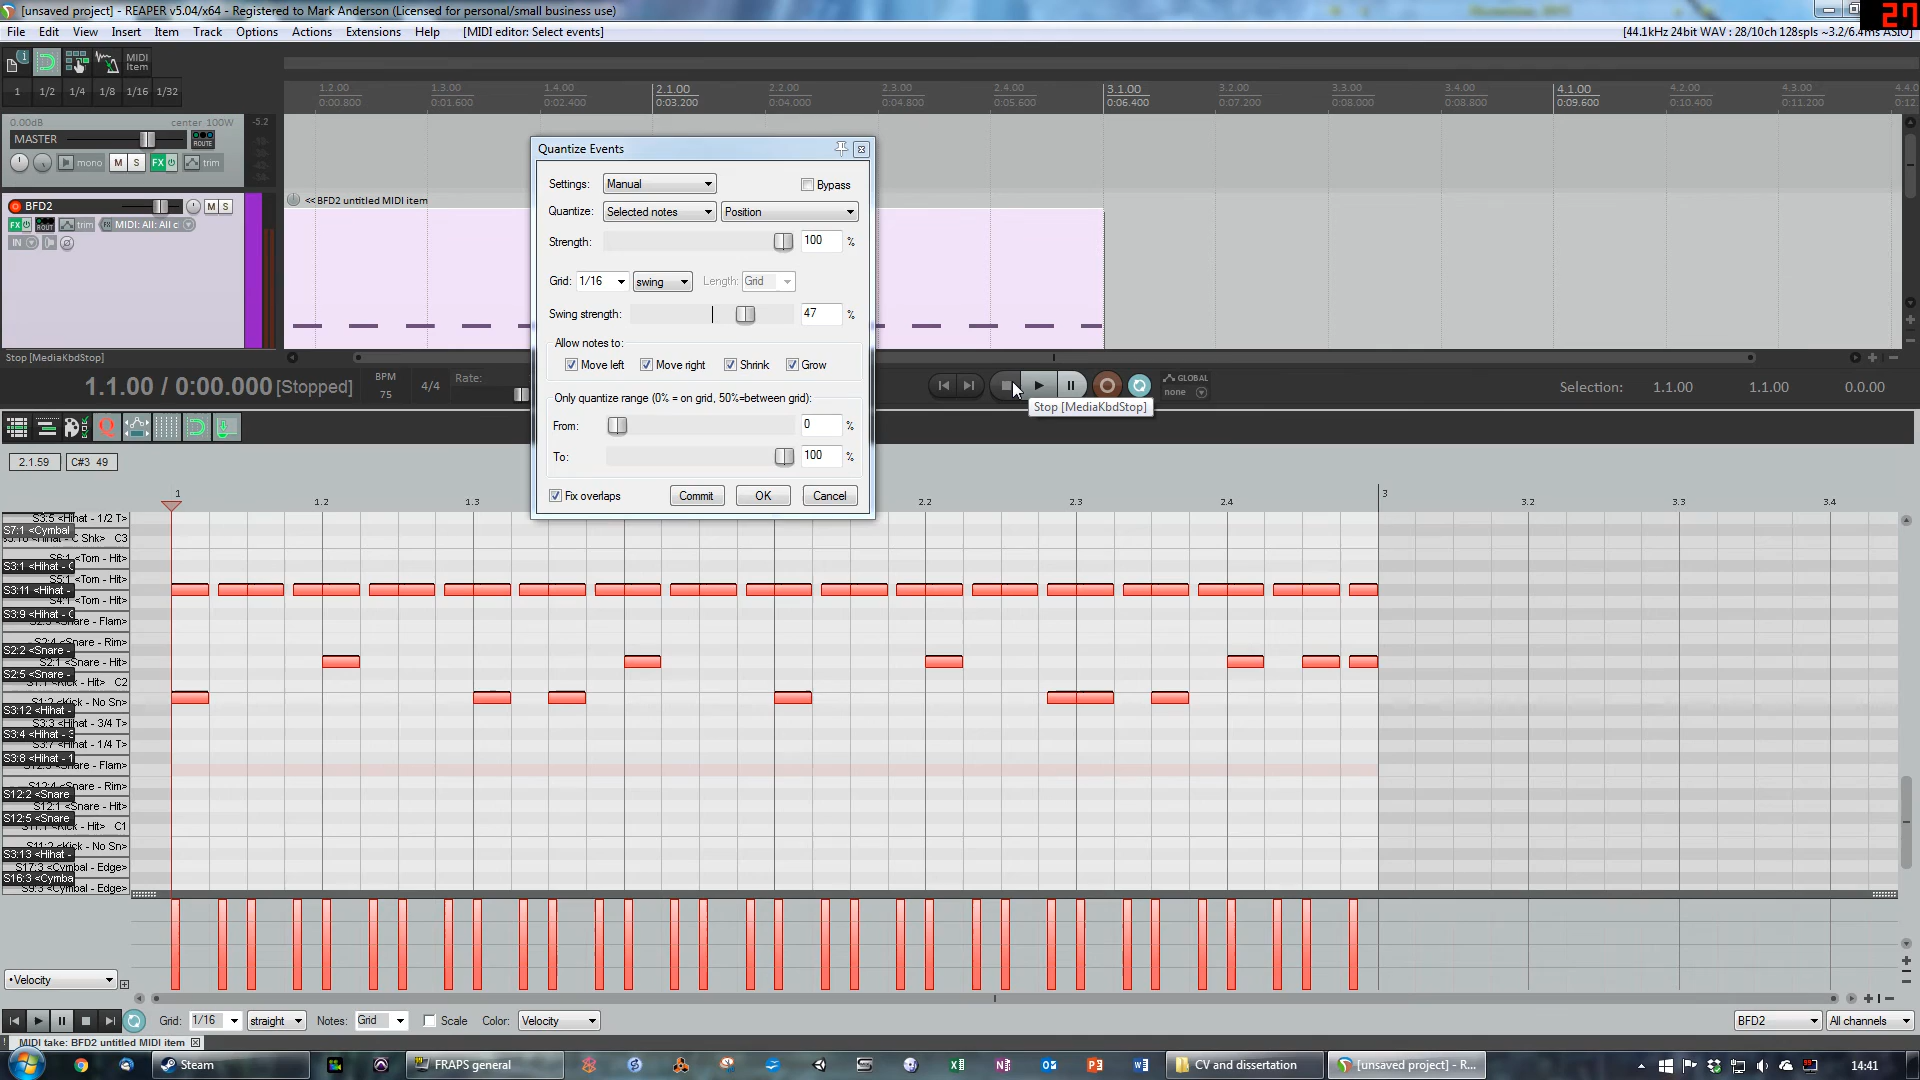 [unsaved project] - REAPER v5.04/x64 - Registered to Mark Anderson (Licensed for personal/small business use)
27
File Edit View Insert Item Track Options Actions Extensions Help [MIDI editor: Select events]
[44.1kHz 24bit WAV : 28/10ch 128spls ~3.2/6.4ms ASIO]
MIDI
Item
1 1/2 1/4 1/8 1/16 1/32
1.2.00 1.3.00 1.4.00 2.1.00 2.2.00 2.3.00 2.4.00 3.1.00 3.2.00 3.3.00 3.4.00 4.1.00 4.2.00 4.3.00
0:00.800 0:01.600 0:02.400 0:03.200 0:04.000 0:04.800 0:05.600 0:06.400 0:07.200 0:08.000 0:08.800 0:09.600 0:10.400 0:11.200
0.00dB center 100W -5.2
MASTER ROUTE
mono M S FX trim
BFD2 M S
FX ROUT trim MIDI: All: All c
IN
<<BFD2 untitled MIDI item
Quantize Events
Settings: Manual Bypass
Quantize: Selected notes Position
Strength: 100 %
Grid: 1/16 swing Length: Grid
Swing strength: 47 %
Allow notes to:
Move left Move right Shrink Grow
Only quantize range (0% = on grid, 50%=between grid):
From: 0 %
To: 100 %
Fix overlaps Commit OK Cancel
Stop [MediaKbdStop]
1.1.00 / 0:00.000 [Stopped] BPM 75 4/4 Rate:
GLOBAL
none
Stop [MediaKbdStop]
Selection: 1.1.00 1.1.00 0.0.00
2.1.59 C#3 49
1 1.2 1.3 2.2 2.3 2.4 3 3.2 3.3 3.4
S3:5 <Hihat - 1/2 T>
S7:1 <Cymbal
C3
S6:1 <Tom - Hit>
S3:1 <Hihat - C
S5:1 <Tom - Hit>
S3:11 <Hihat -
S4:1 <Tom - Hit>
S3:9 <Hihat - C
S2:3 <Snare - Flam>
S2:4 <Snare - Rim>
S2:2 <Snare -
S2:1 <Snare - Hit>
S2:5 <Snare -
S1:1 <Kick - Hit> C2
S1:2 <Kick - No Sn>
S3:12 <Hihat -
S3:3 <Hihat - 3/4 T>
S3:4 <Hihat - 3
S3:7 <Hihat - 1/4 T>
S3:8 <Hihat - 1
S12:3 <Snare - Flam>
S12:4 <Snare - Rim>
S12:2 <Snare
S12:1 <Snare - Hit>
S12:5 <Snare
S11:1 <Kick - Hit> C1
S11:2 <Kick - No Sn>
S3:13 <Hihat -
S17:3 <Cymbal - Edge>
S16:3 <Cymba
S9:3 <Cymbal - Edge>
Velocity
Grid: 1/16 straight Notes: Grid Scale Color: Velocity BFD2 All channels
MIDI take: BFD2 untitled MIDI item
Steam FRAPS general CV and dissertation [unsaved project] - R... 14:41